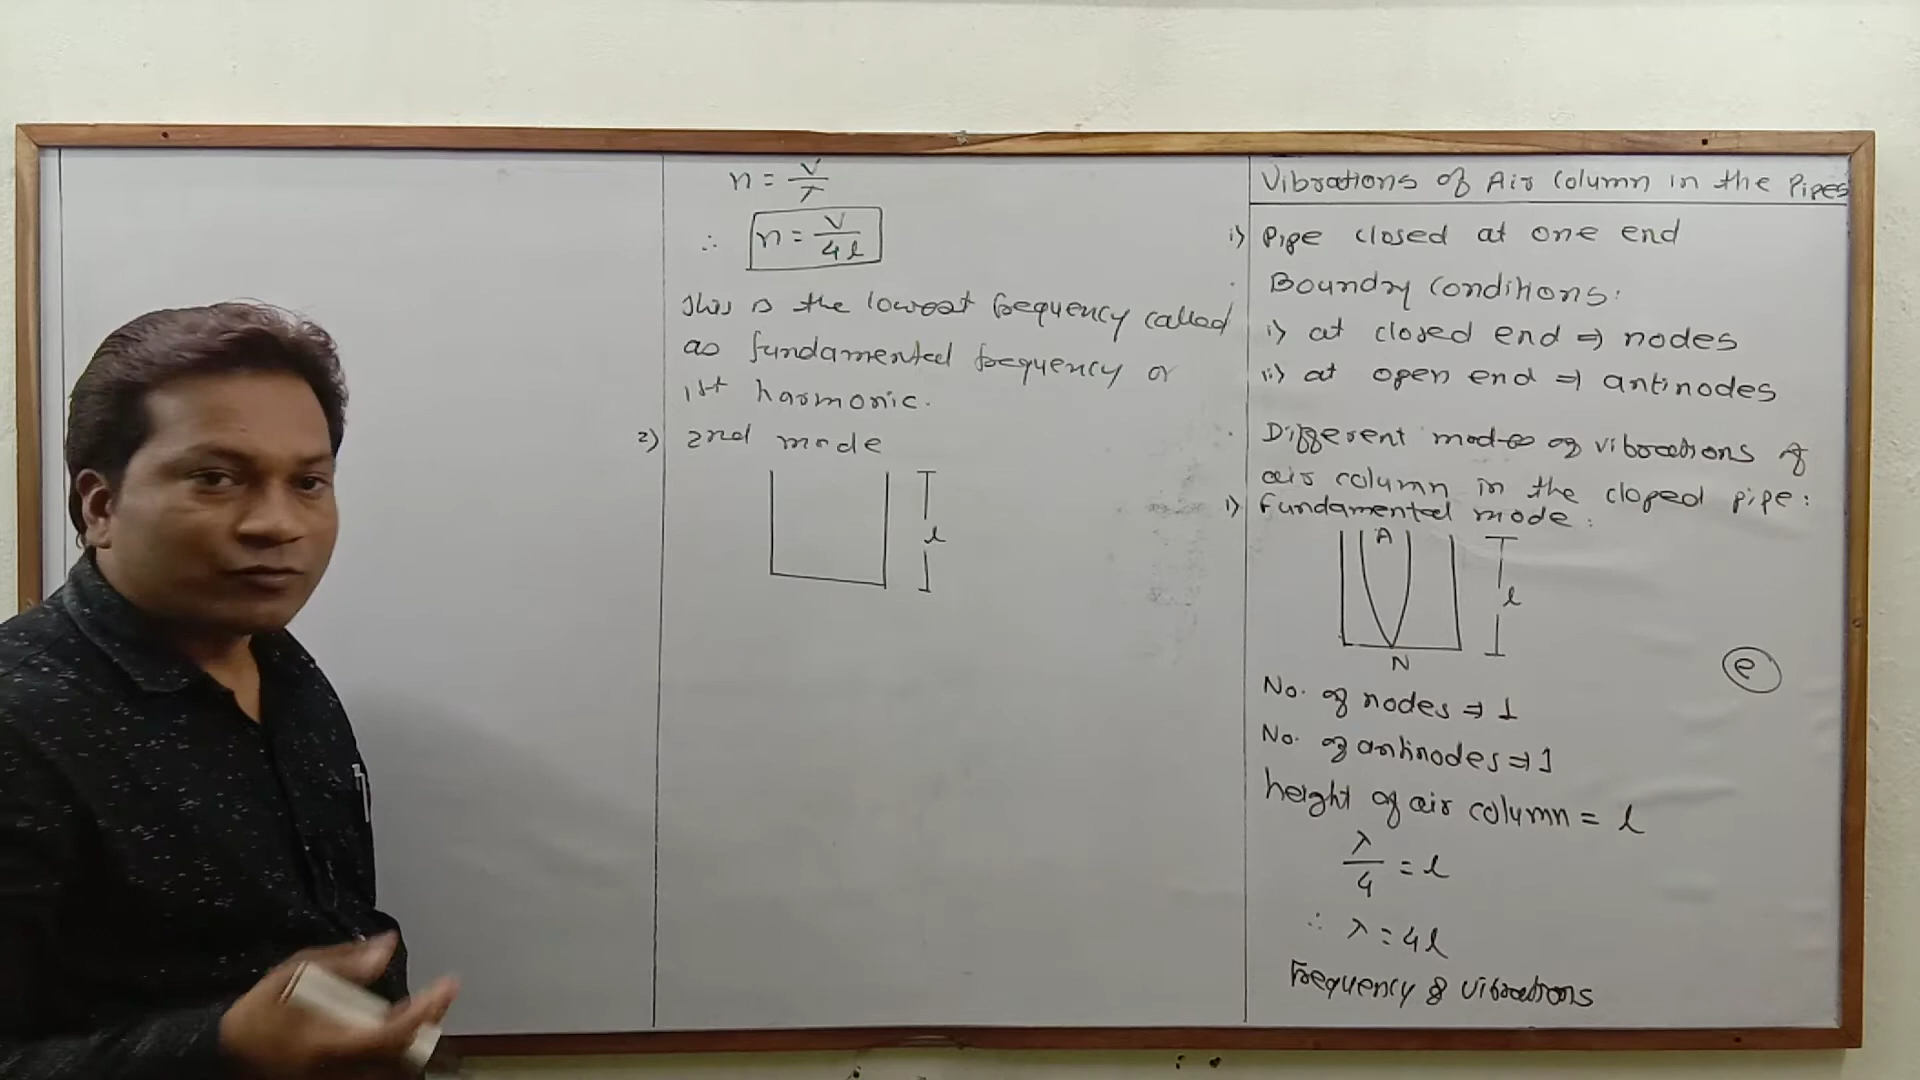 Vibrations of Air Column in the Pipes
i) Pipe closed at one end
Boundry Conditions:
i) at closed end ⇒ nodes
ii) at open end ⇒ antinodes
Different modes of vibrations of
air column in the cloped pipe:
1) Fundamental mode:
A
l
N
No. of nodes ⇒ 1
No. of antinodes ⇒ 1
height of air column = l
λ/4 = l
∴ λ = 4l
Frequency of vibrations
e
n = V/λ
∴ n = V/4l
This is the lowest frequency called
as fundamental frequency or
1st harmonic.
2) 2nd mode
l